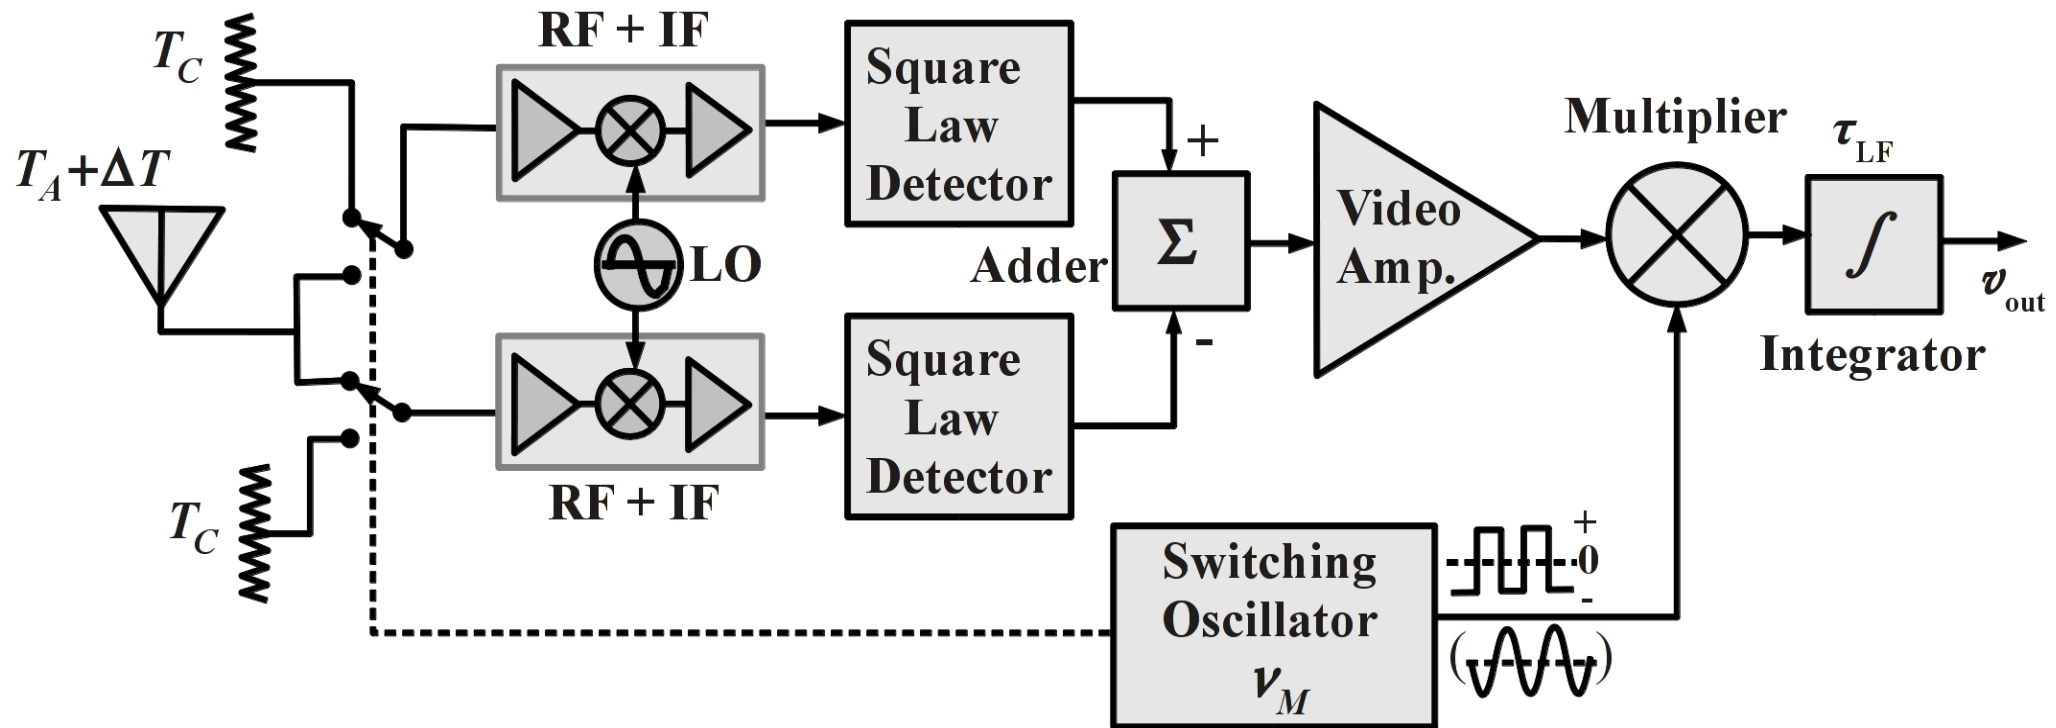 T_C
RF + IF
Square
Law
Detector
T_A+ΔT
+
Multiplier
τ_LF
LO
Adder
Σ
Video
Amp.
∫
v_out
-
Integrator
Square
Law
Detector
T_C
RF + IF
Switching
Oscillator
ν_M
+
0
-
( )